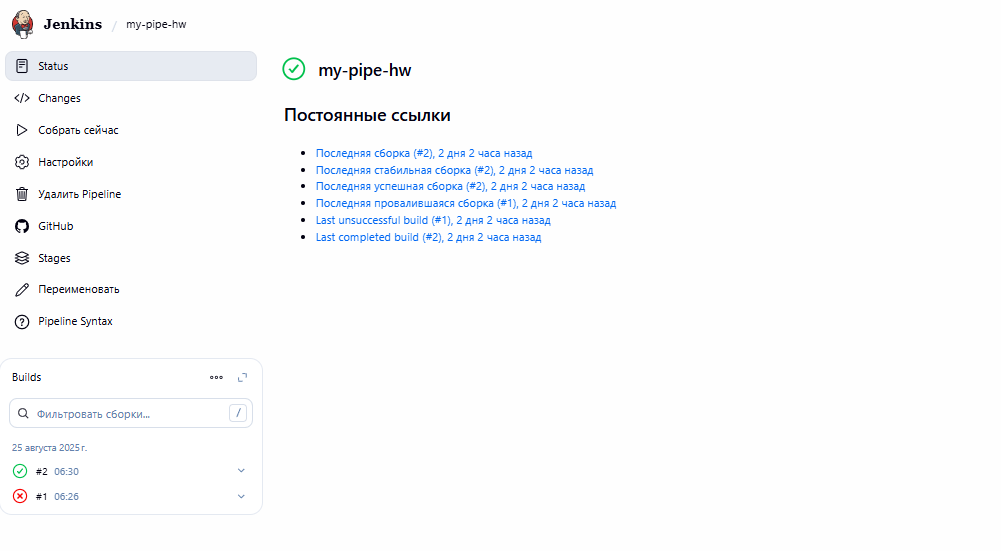 Jenkins / my-pipe-hw
Status
Changes
Собрать сейчас
Настройки
Удалить Pipeline
GitHub
Stages
Переименовать
Pipeline Syntax
Builds
Фильтровать сборки... /
25 августа 2025 г.
#2 06:30
#1 06:26
my-pipe-hw
Постоянные ссылки
Последняя сборка (#2), 2 дня 2 часа назад
Последняя стабильная сборка (#2), 2 дня 2 часа назад
Последняя успешная сборка (#2), 2 дня 2 часа назад
Последняя провалившаяся сборка (#1), 2 дня 2 часа назад
Last unsuccessful build (#1), 2 дня 2 часа назад
Last completed build (#2), 2 дня 2 часа назад